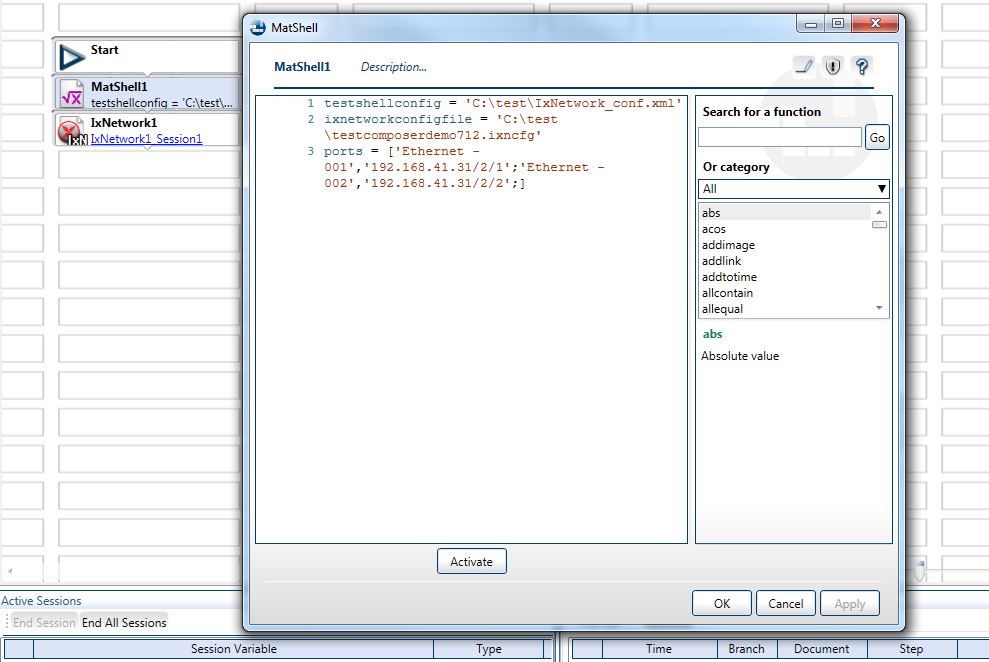 MatShell
Start
MatShell1
testshellconfig = 'C:\test\...
IxNetwork1
IxN
IxNetwork1_Session1
MatShell1 Description...
1 testshellconfig = 'C:\test\IxNetwork_conf.xml'
2 ixnetworkconfigfile = 'C:\test
\testcomposerdemo712.ixncfg'
3 ports = ['Ethernet -
001','192.168.41.31/2/1';'Ethernet -
002','192.168.41.31/2/2';]
Search for a function
Go
Or category
All
abs
acos
addimage
addlink
addtotime
allcontain
allequal
abs
Absolute value
Activate
OK Cancel Apply
Active Sessions
End Session End All Sessions
Session Variable Type Time Branch Document Step